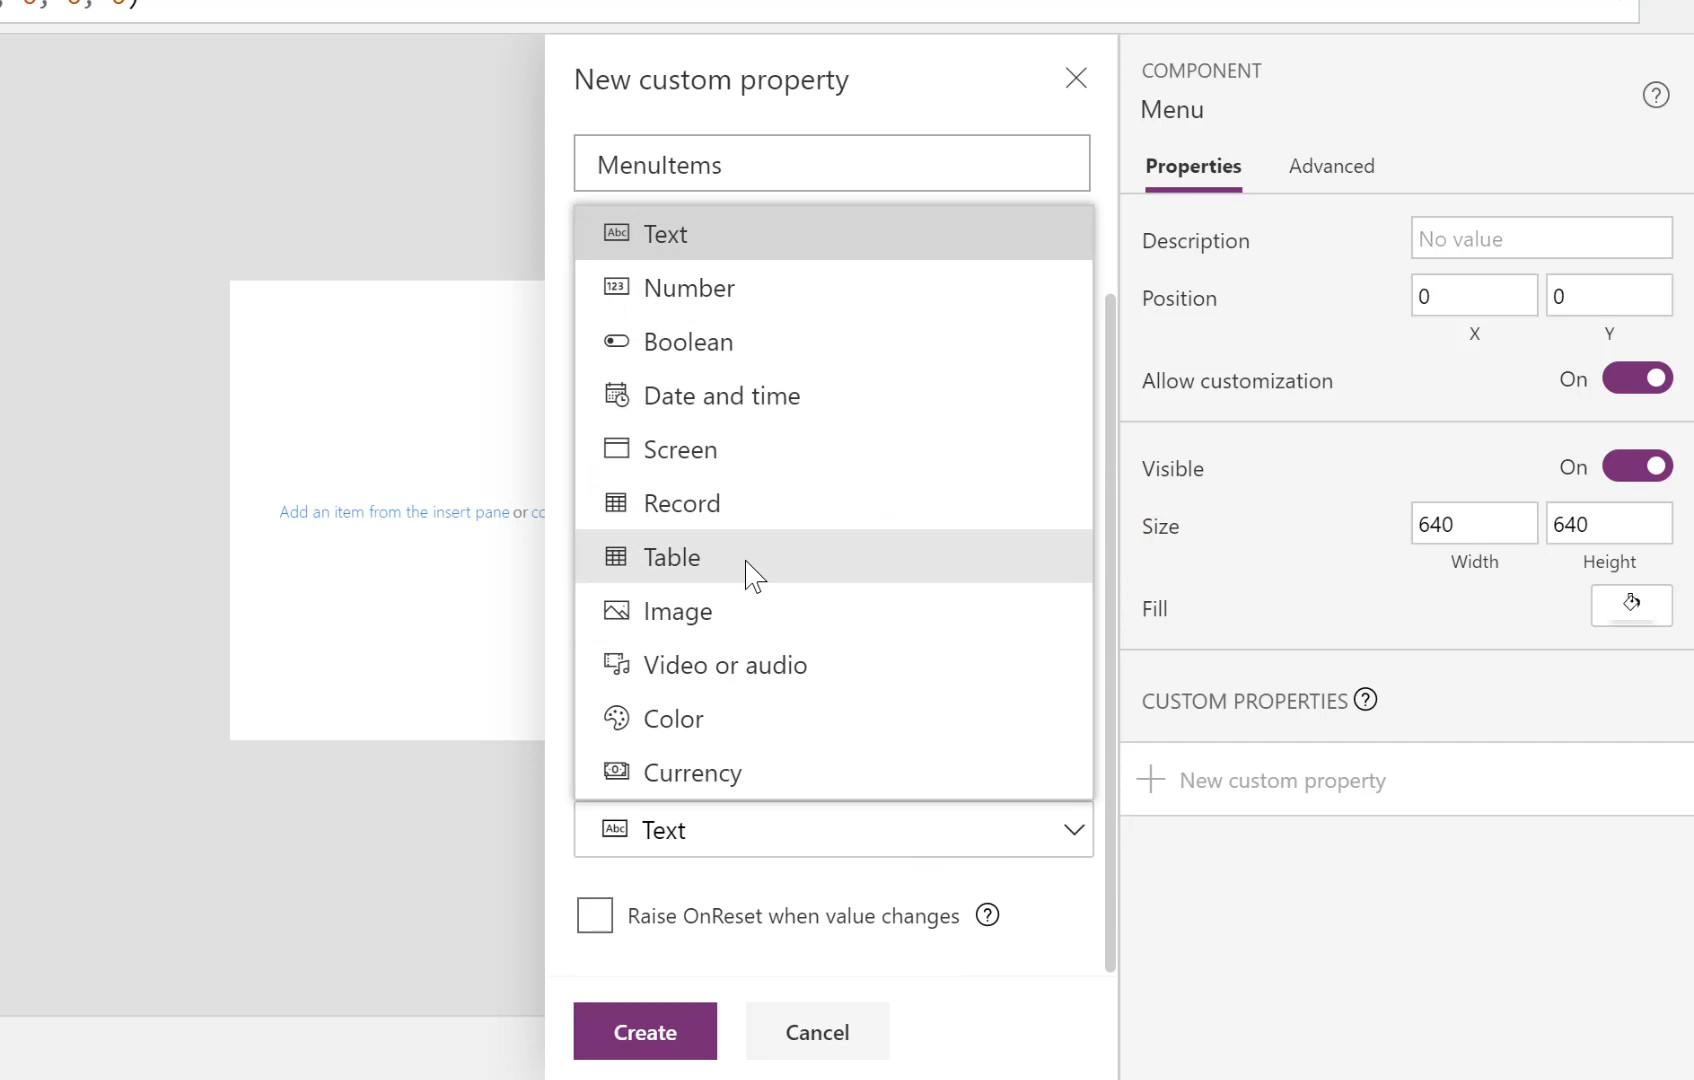 New custom property
MenuItems
Abc Text
123 Number
Boolean
Date and time
Screen
Record
Table
Image
Video or audio
Color
Currency
Abc Text
Raise OnReset when value changes
Create
Cancel
Add an item from the insert pane or
COMPONENT
Menu
Properties
Advanced
Description
No value
Position
0
0
X
Y
Allow customization
On
Visible
On
Size
640
640
Width
Height
Fill
CUSTOM PROPERTIES
New custom property